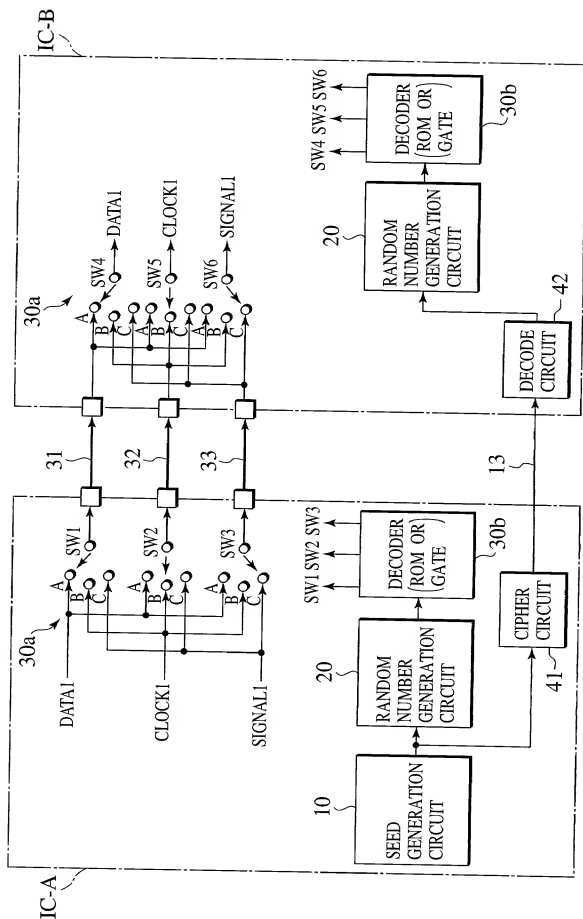 IC-A
IC-B
30a
DATA1
CLOCK1
SIGNAL1
A
B
C
A
B
C
A
B
C
SW1
SW2
SW3
31
32
33
30a
A
B
C
A
B
C
A
B
C
SW4
SW5
SW6
DATA1
CLOCK1
SIGNAL1
10
SEED
GENERATION
CIRCUIT
20
RANDOM
NUMBER
GENERATION
CIRCUIT
SW1 SW2 SW3
DECODER
(ROM OR
GATE)
30b
CIPHER
CIRCUIT
41
13
DECODE
CIRCUIT
42
20
RANDOM
NUMBER
GENERATION
CIRCUIT
SW4 SW5 SW6
DECODER
(ROM OR
GATE)
30b